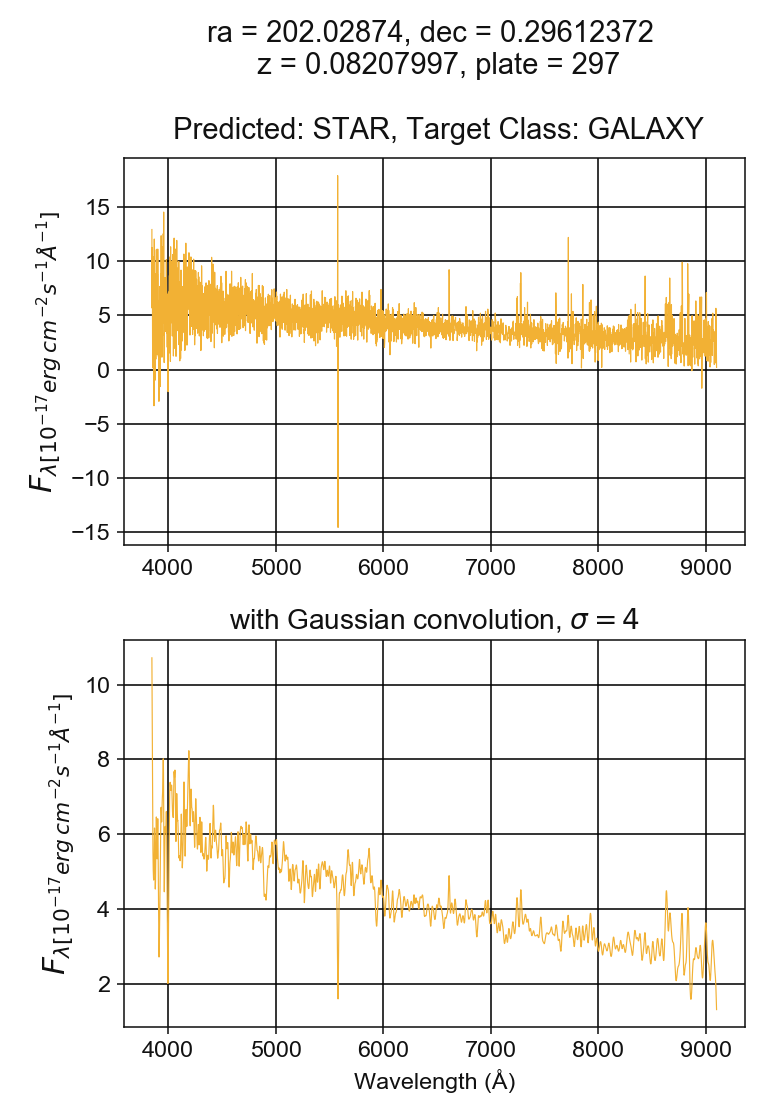 ra = 202.02874, dec = 0.29612372
z = 0.08207997, plate = 297
Predicted: STAR, Target Class: GALAXY
F_λ[10^{-17} erg cm^{-2} s^{-1} Å^{-1}]
15
10
5
0
−5
−10
−15
4000 5000 6000 7000 8000 9000
with Gaussian convolution, σ = 4
F_λ[10^{-17} erg cm^{-2} s^{-1} Å^{-1}]
10
8
6
4
2
4000 5000 6000 7000 8000 9000
Wavelength (Å)